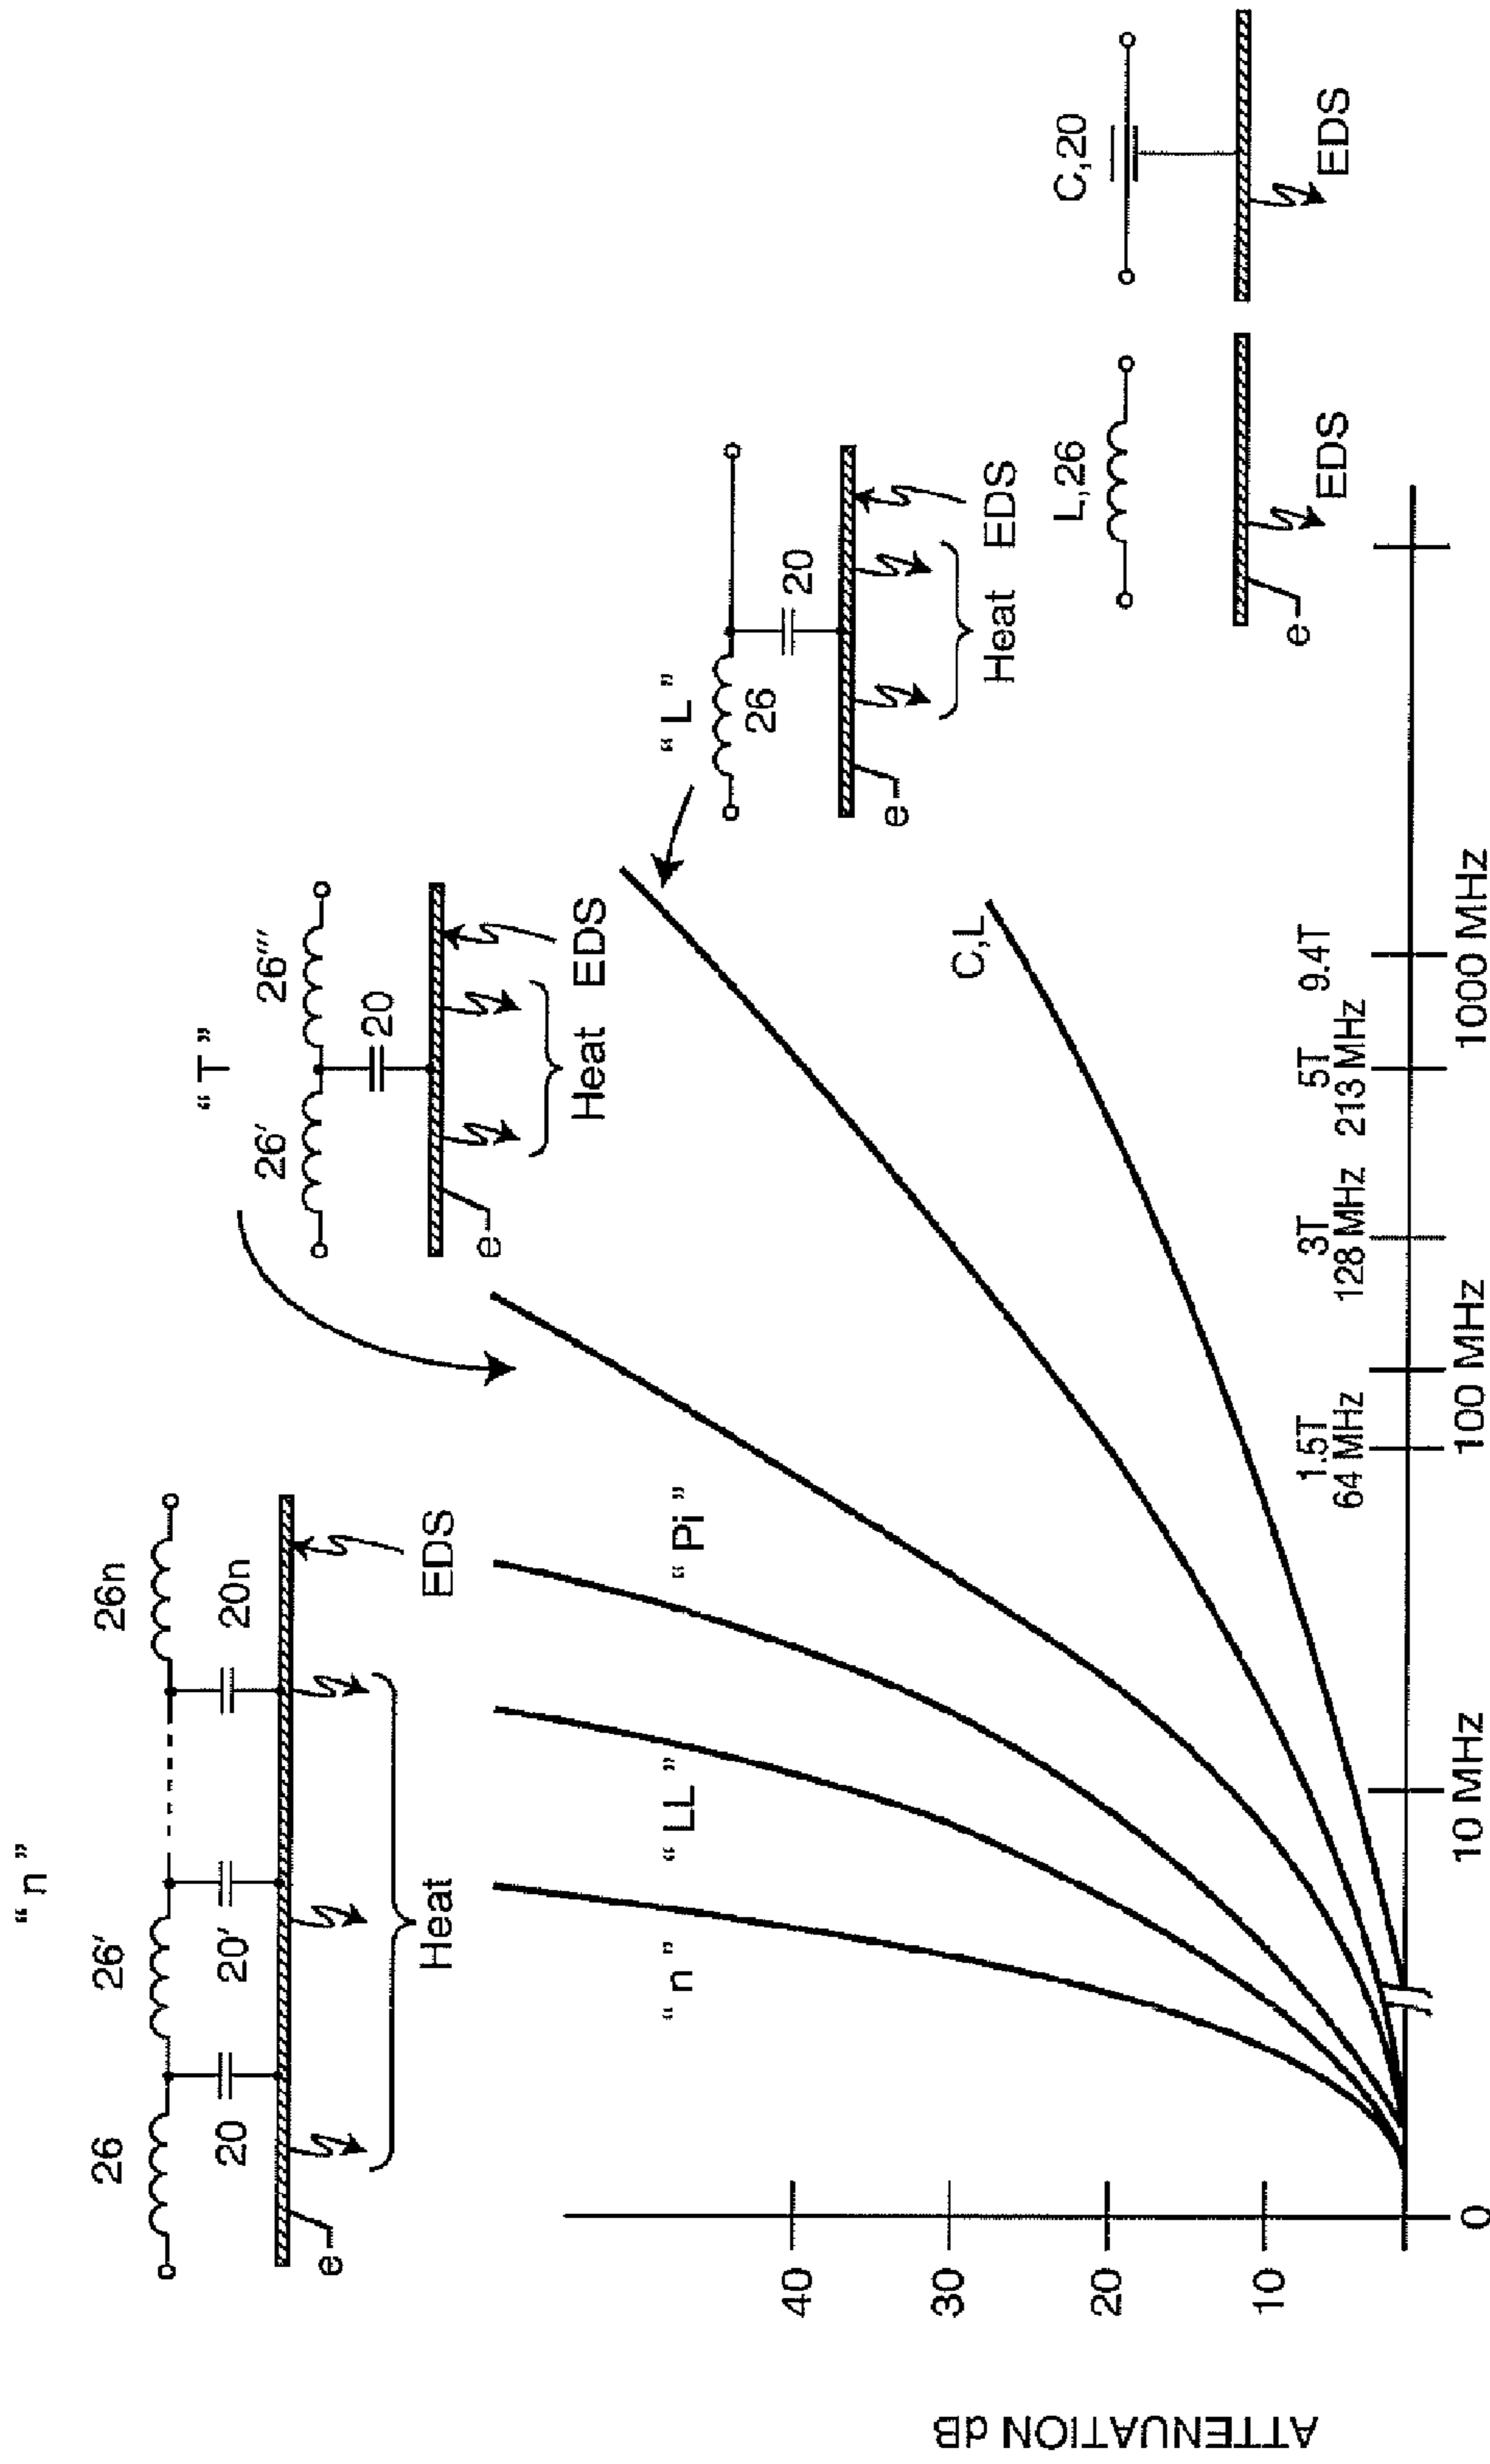 “ n ”
26 26′ 26n
20 20′ 20n
e
Heat
EDS
“ T ”
26′ 26‴
20
e
Heat EDS
“ L ”
26
20
e
Heat EDS
L,26
e
EDS
C,20
EDS
“ n ”
“ LL ”
“ Pi ”
C,L
ATTENUATION dB
40
30
20
10
1.5T
64 MHz
3T
128 MHz
5T
213 MHz
9.4T
0
10 MHz
100 MHz
1000 MHz